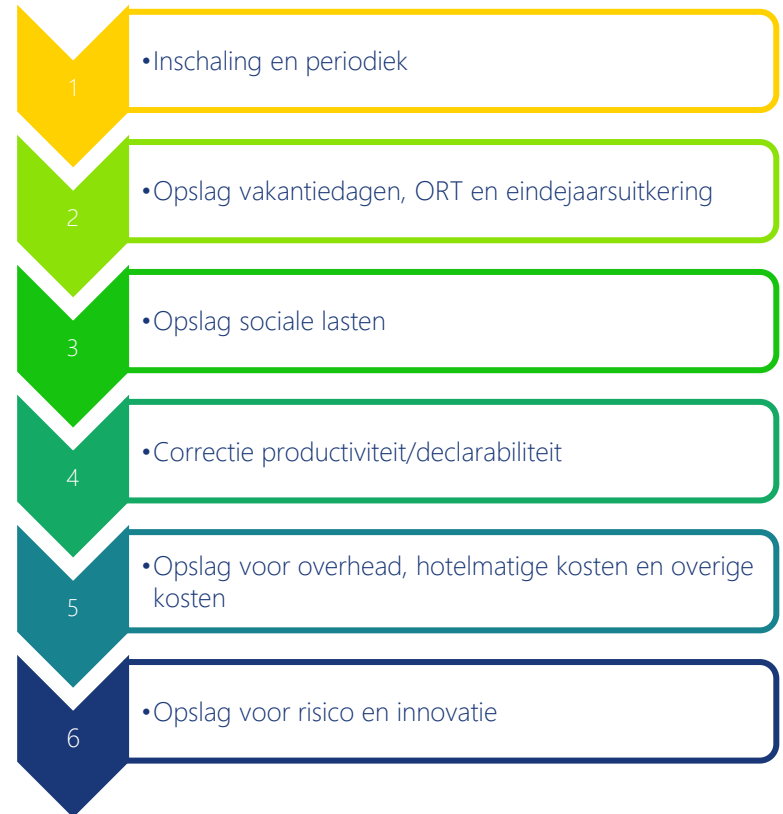 1
•Inschaling en periodiek
2
•Opslag vakantiedagen, ORT en eindejaarsuitkering
3
•Opslag sociale lasten
4
•Correctie productiviteit/declarabiliteit
5
•Opslag voor overhead, hotelmatige kosten en overige
kosten
6
•Opslag voor risico en innovatie